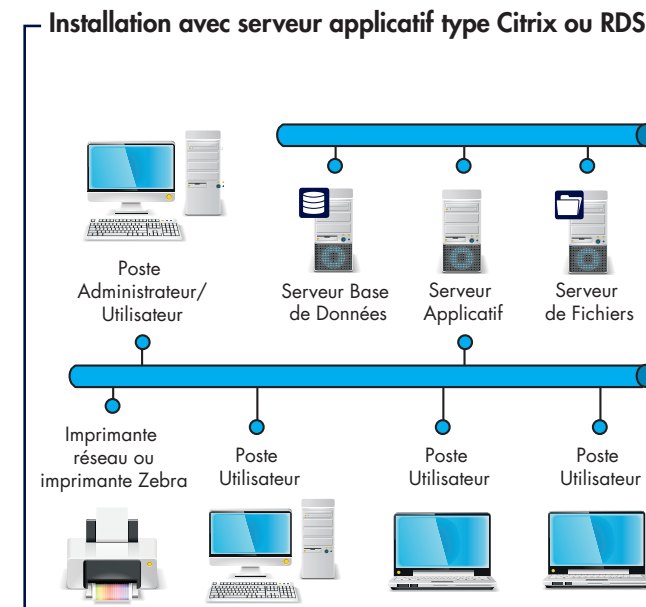 Installation avec serveur applicatif type Citrix ou RDS
Poste
Administrateur/
Utilisateur
Serveur Base
de Données
Serveur
Applicatif
Serveur
de Fichiers
Imprimante
réseau ou
imprimante Zebra
Poste
Utilisateur
Poste
Utilisateur
Poste
Utilisateur